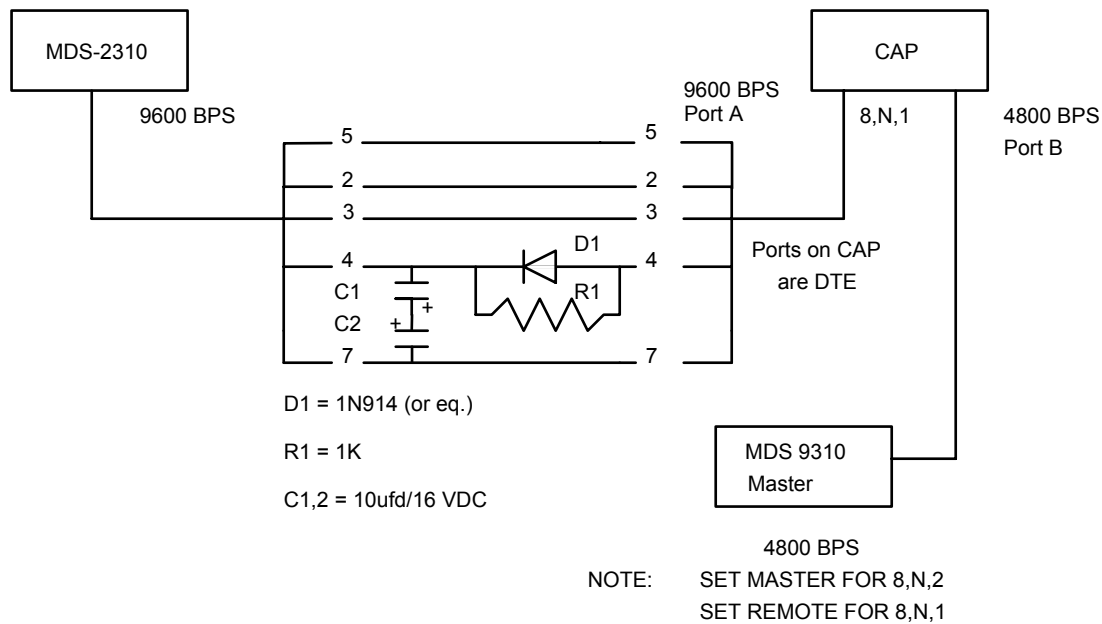 MDS-2310
CAP
9600 BPS
9600 BPS
Port A
8,N,1
4800 BPS
Port B
5
5
2
2
3
3
4
D1
4
Ports on CAP
are DTE
C1
+
R1
C2
+
7
7
D1 = 1N914 (or eq.)
R1 = 1K
C1,2 = 10ufd/16 VDC
MDS 9310
Master
4800 BPS
NOTE: SET MASTER FOR 8,N,2
SET REMOTE FOR 8,N,1